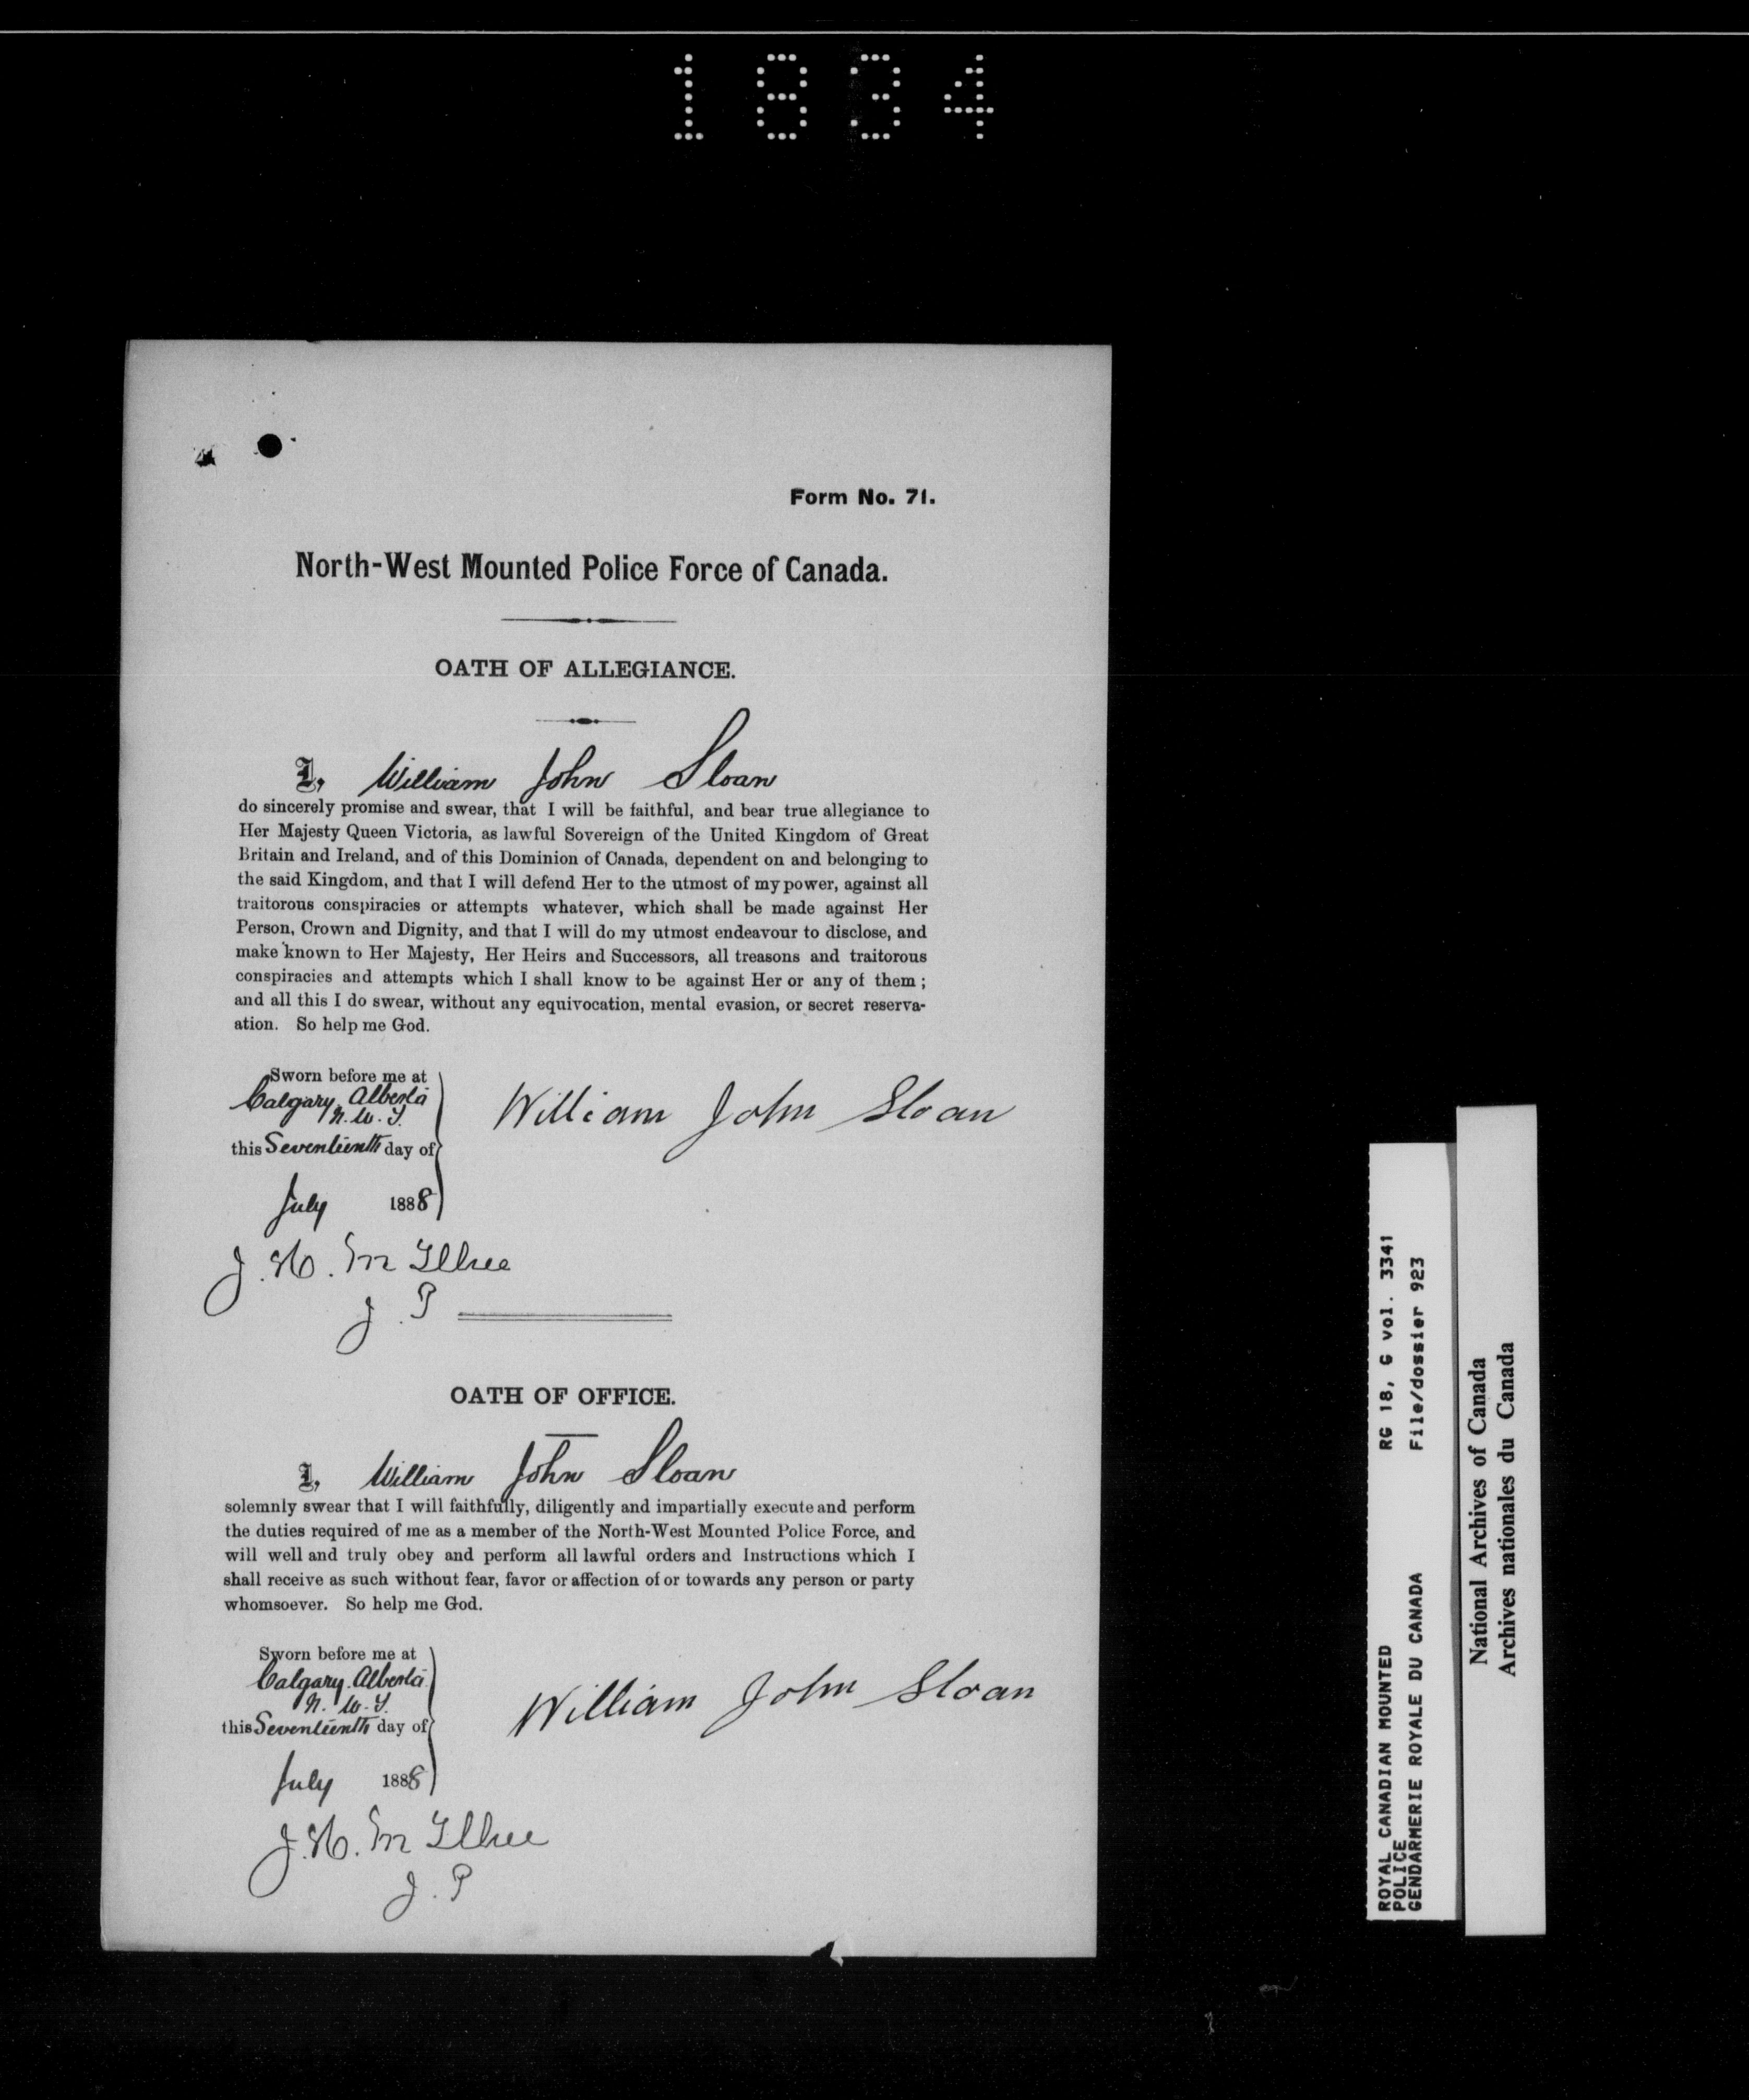 1834
Form No. 71.
North-West Mounted Police Force of Canada.
OATH OF ALLEGIANCE.
I, William John Sloan
do sincerely promise and swear, that I will be faithful, and bear true allegiance to
Her Majesty Queen Victoria, as lawful Sovereign of the United Kingdom of Great
Britain and Ireland, and of this Dominion of Canada, dependent on and belonging to
the said Kingdom, and that I will defend Her to the utmost of my power, against all
traitorous conspiracies or attempts whatever, which shall be made against Her
Person, Crown and Dignity, and that I will do my utmost endeavour to disclose, and
make known to Her Majesty, Her Heirs and Successors, all treasons and traitorous
conspiracies and attempts which I shall know to be against Her or any of them ;
and all this I do swear, without any equivocation, mental evasion, or secret reserva-
ation. So help me God.
Sworn before me at
Calgary, Alberta
N. W. T.
this Seventeenth day of
July 1888
William John Sloan
J. H. McIllree
J. P
OATH OF OFFICE.
I, William John Sloan
solemnly swear that I will faithfully, diligently and impartially execute and perform
the duties required of me as a member of the North-West Mounted Police Force, and
will well and truly obey and perform all lawful orders and Instructions which I
shall receive as such without fear, favor or affection of or towards any person or party
whomsoever. So help me God.
Sworn before me at
Calgary. Alberta
N. W. T.
this Seventeenth day of
July 1888
William John Sloan
J. H. McIllree
J. P
ROYAL CANADIAN MOUNTED RG 18, G vol. 3341
POLICE
GENDARMERIE ROYALE DU CANADA File/dossier 923
National Archives of Canada
Archives nationales du Canada